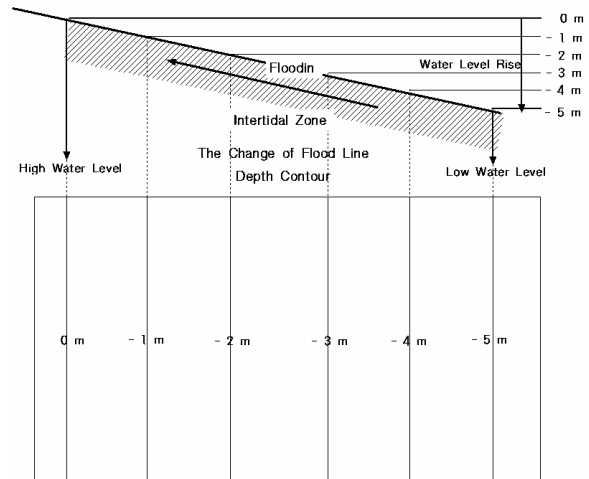 0 m
- 1 m
- 2 m
- 3 m
- 4 m
- 5 m
Water Level Rise
Floodin
Intertidal Zone
The Change of Flood Line
Depth Contour
High Water Level
Low Water Level
0 m
- 1 m
- 2 m
- 3 m
- 4 m
- 5 m